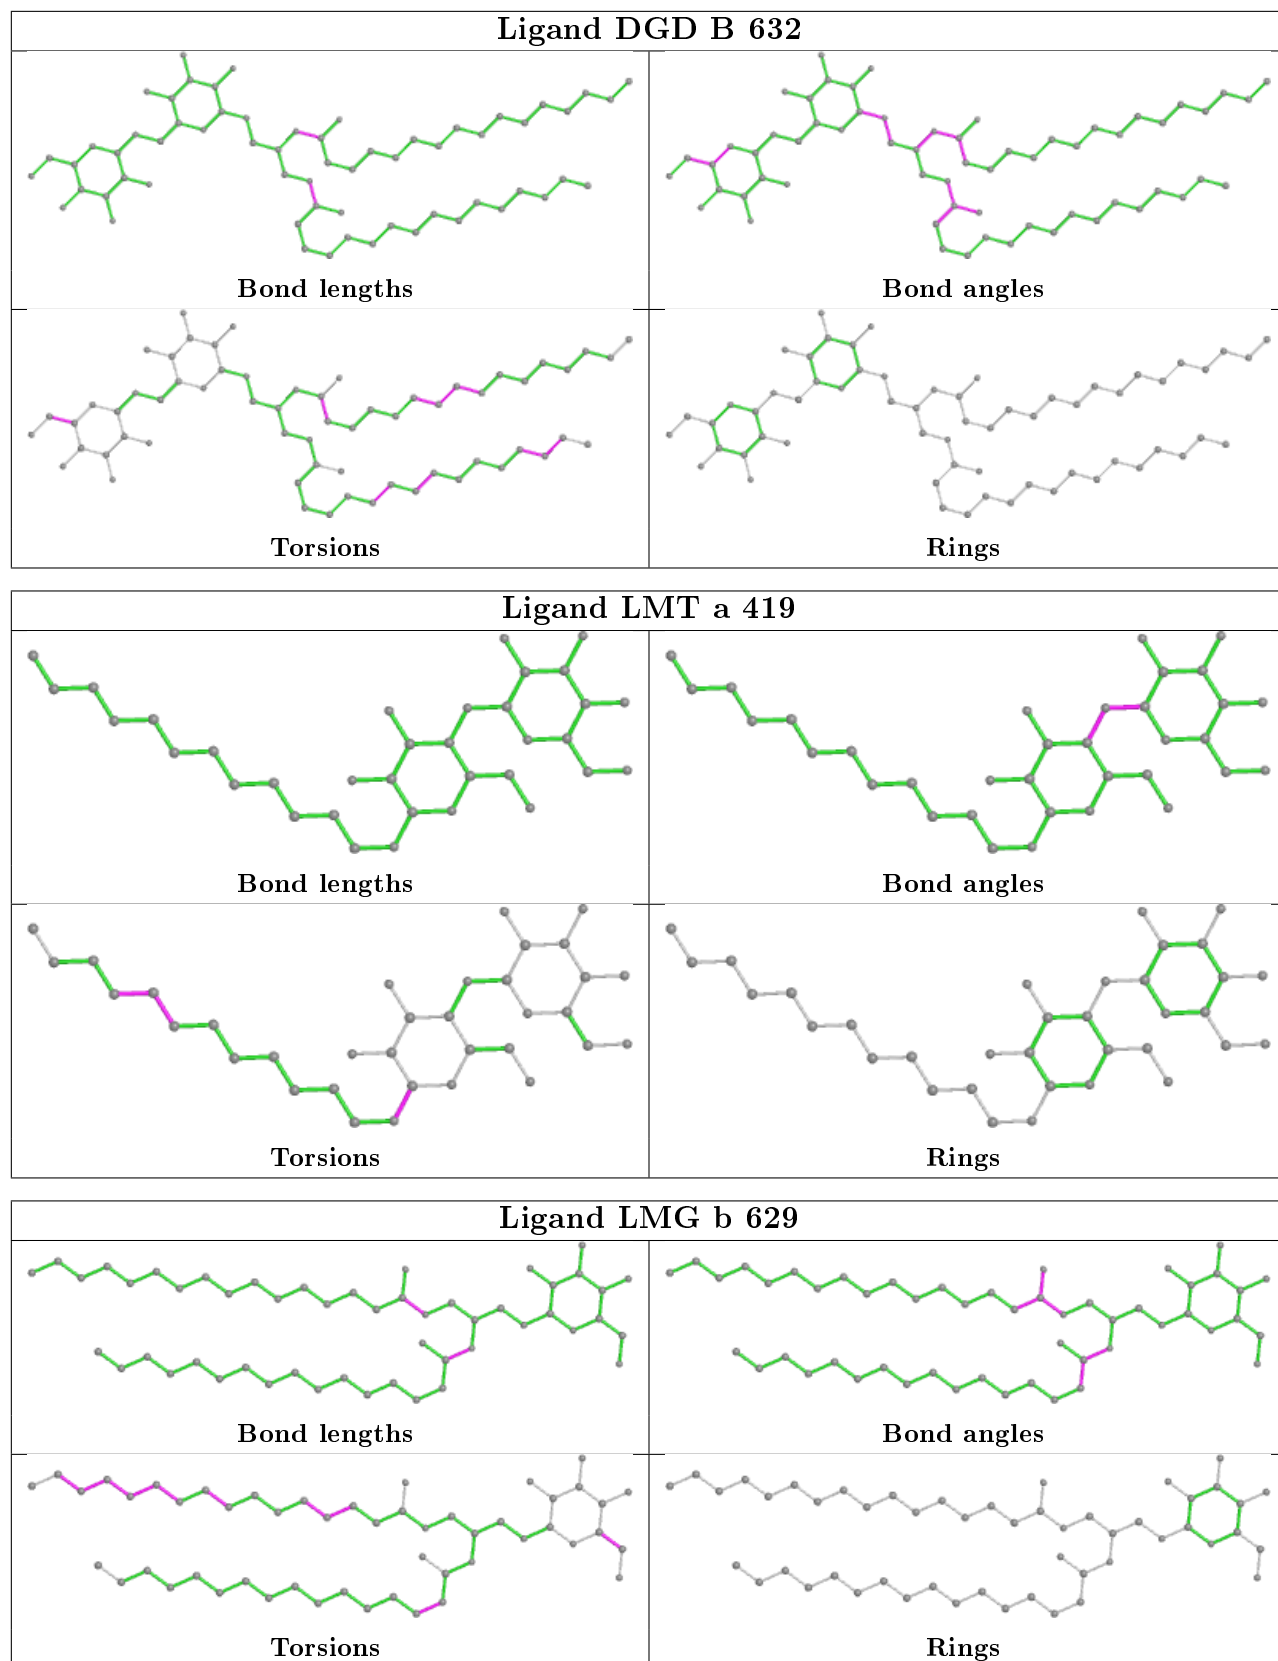 Ligand DGD B 632
Bond lengths
Bond angles
Torsions
Rings
Ligand LMT a 419
Bond lengths
Bond angles
Torsions
Rings
Ligand LMG b 629
Bond lengths
Bond angles
Torsions
Rings